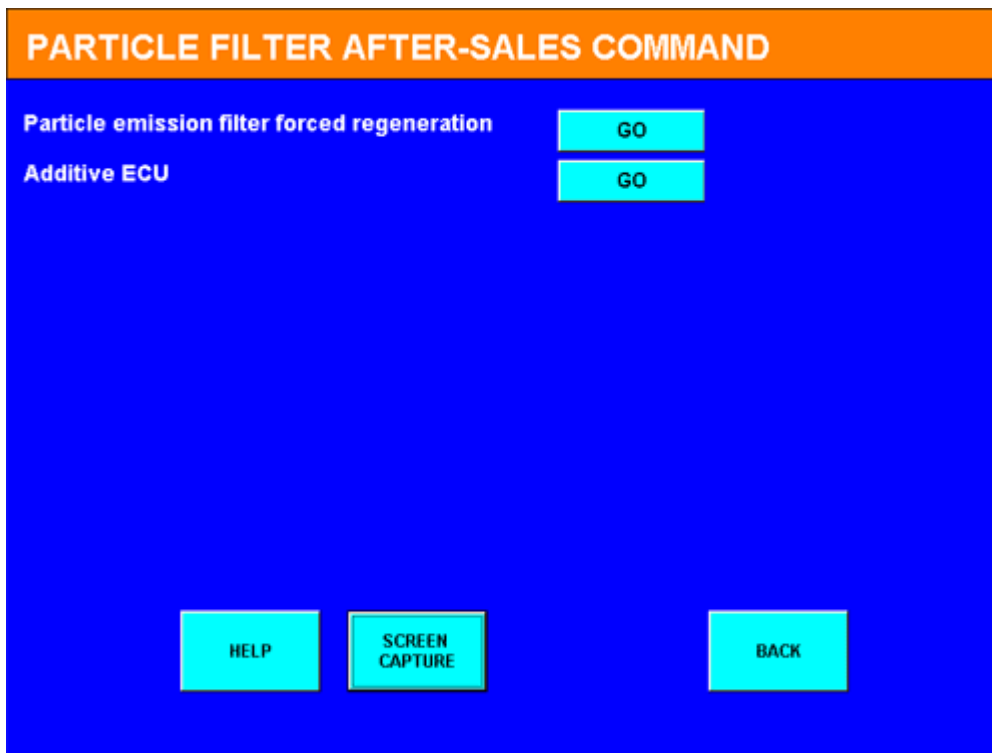 PARTICLE FILTER AFTER-SALES COMMAND
Particle emission filter forced regeneration
GO
Additive ECU
GO
HELP
SCREEN
CAPTURE
BACK